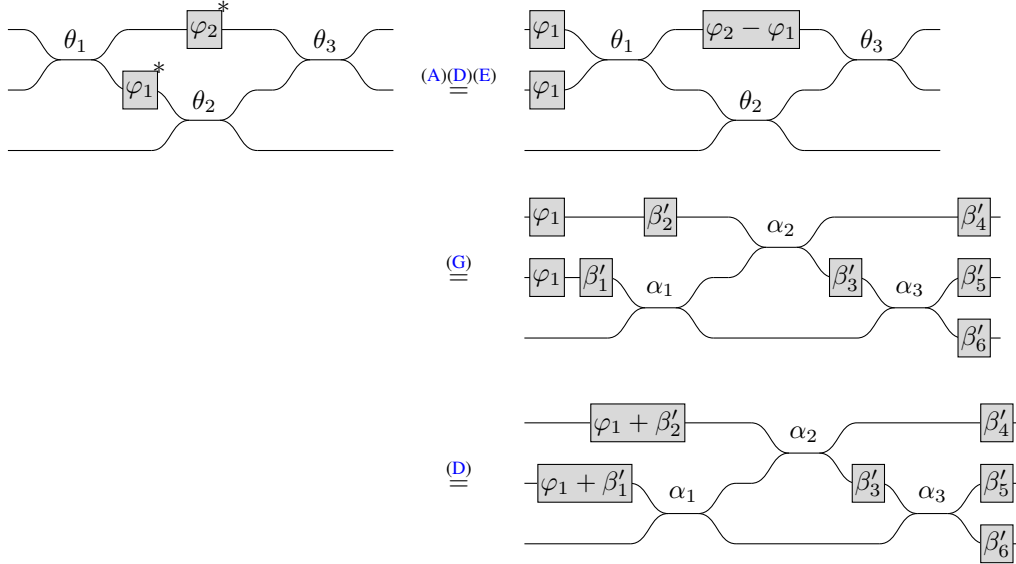 θ₁ φ₂* θ₃
φ₁* θ₂
(A)(D)(E)
=
φ₁ θ₁ φ₂ − φ₁ θ₃
φ₁ θ₂
(G)
=
φ₁ β′₂ α₂ β′₄
φ₁ β′₁ α₁ β′₃ α₃ β′₅
β′₆
(D)
=
φ₁ + β′₂ α₂ β′₄
φ₁ + β′₁ α₁ β′₃ α₃ β′₅
β′₆